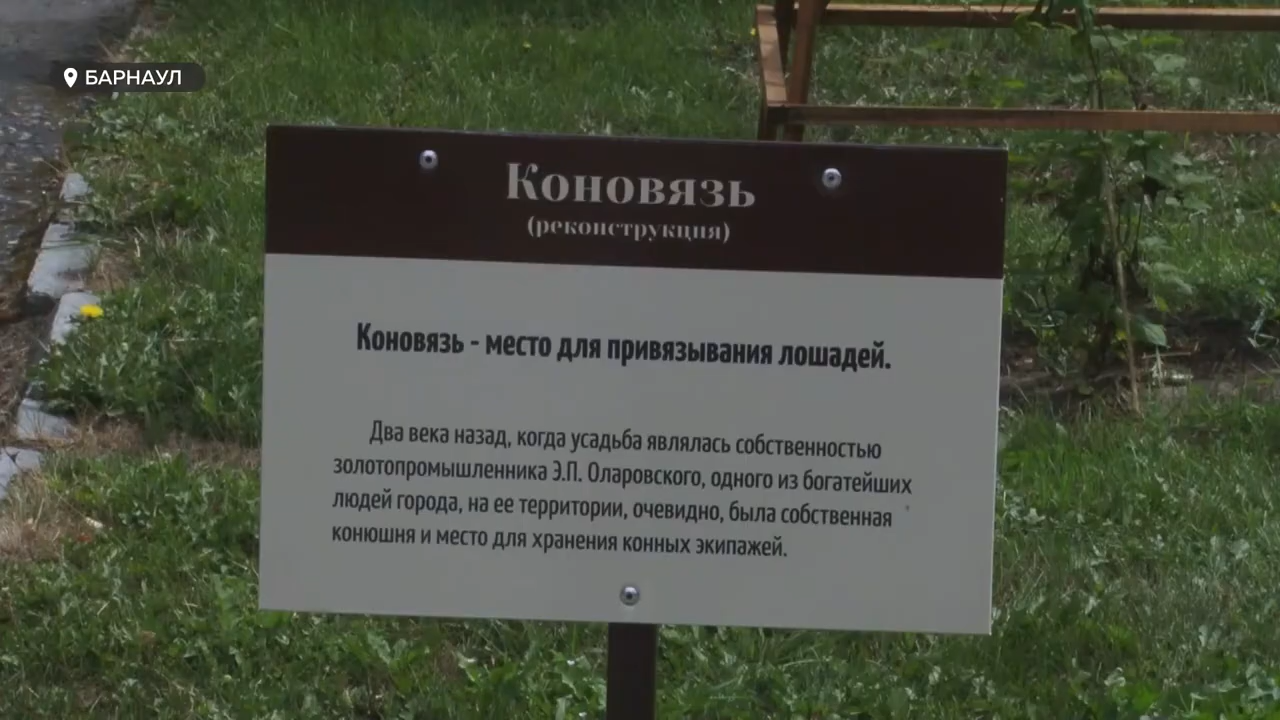 БАРНАУЛ
Коновязь
(реконструкция)
Коновязь - место для привязывания лошадей.
Два века назад, когда усадьба являлась собственностью
золотопромышленника Э.П. Оларовского, одного из богатейших
людей города, на ее территории, очевидно, была собственная
конюшня и место для хранения конных экипажей.